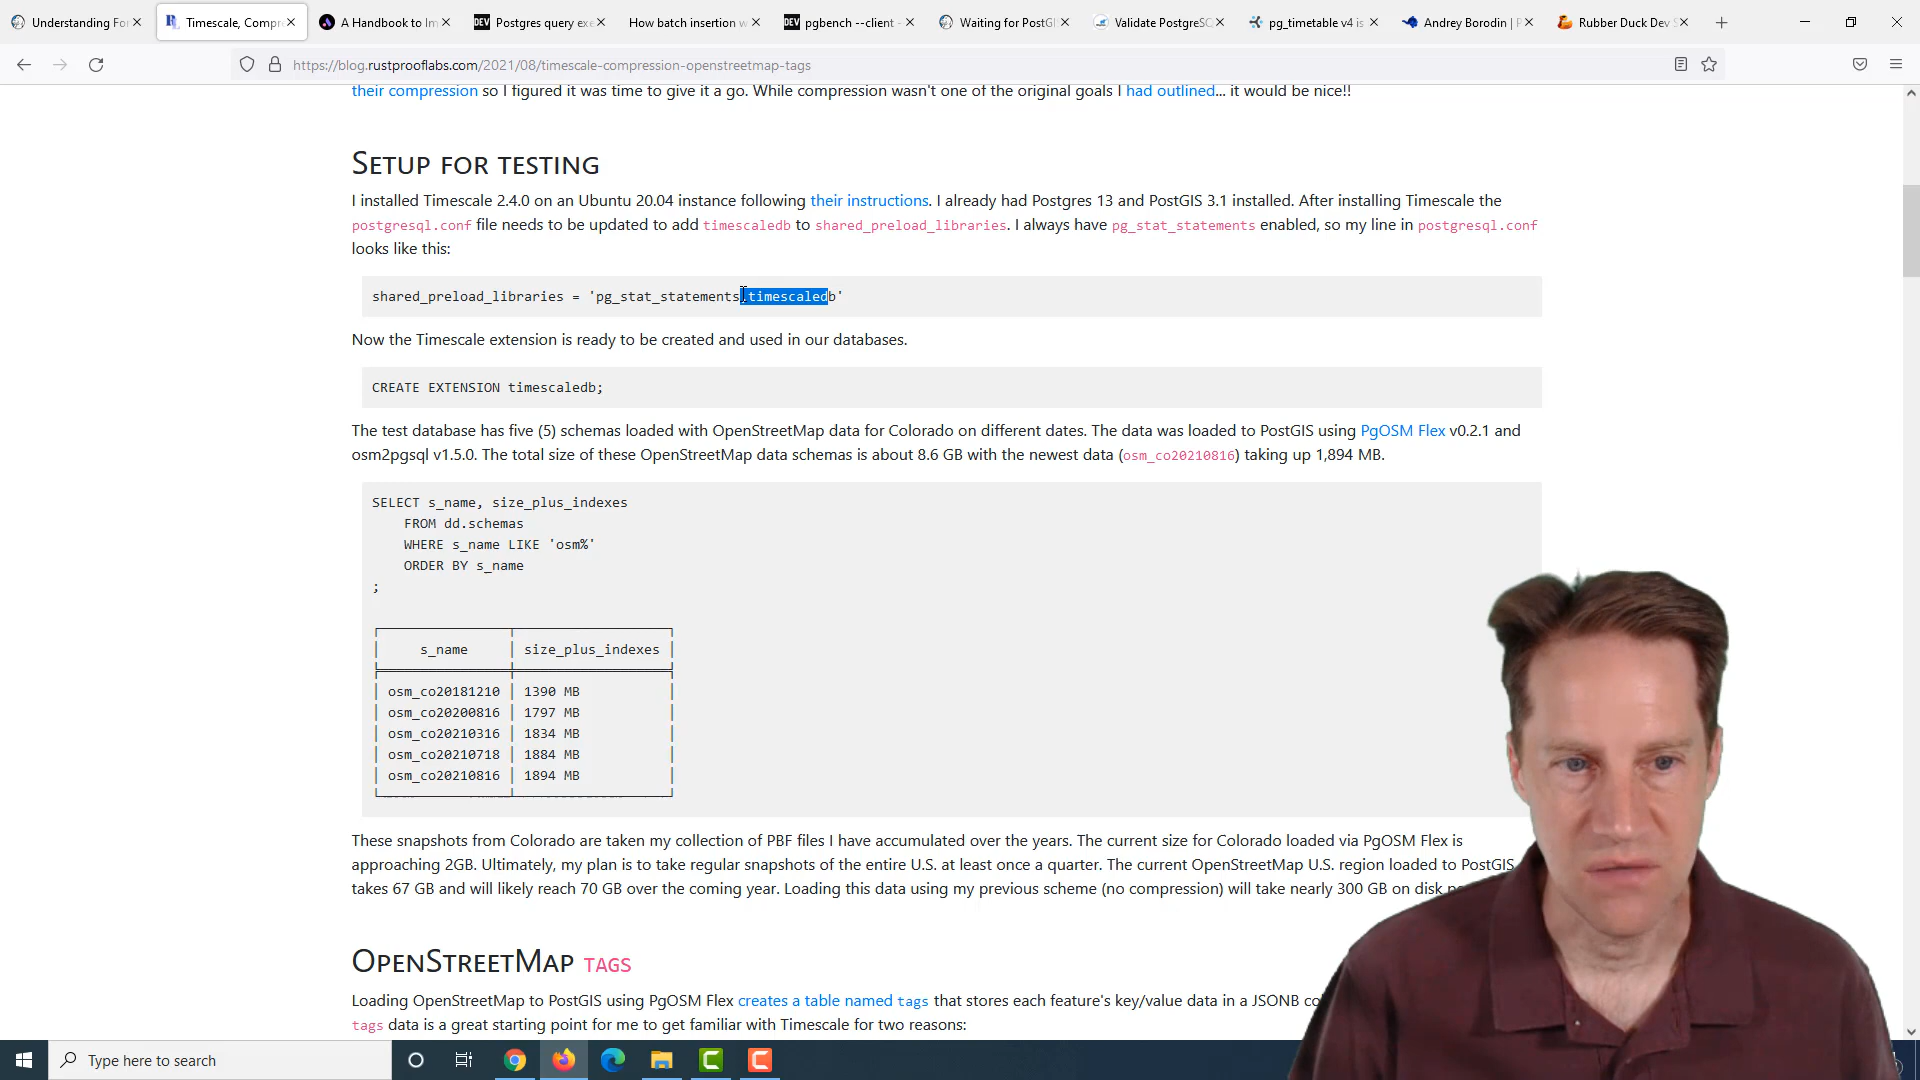 Understanding Fo
Timescale, Compr
A Handbook to Im
DEV Postgres query exe
How batch insertion w
DEV pgbench --client -
Waiting for PostGI
Validate PostgreSQ
pg_timetable v4 is
Andrey Borodin | P
Rubber Duck Dev S
https://blog.rustprooflabs.com/2021/08/timescale-compression-openstreetmap-tags
their compression so I figured it was time to give it a go. While compression wasn't one of the original goals I had outlined... it would be nice!!
SETUP FOR TESTING
I installed Timescale 2.4.0 on an Ubuntu 20.04 instance following their instructions. I already had Postgres 13 and PostGIS 3.1 installed. After installing Timescale the
postgresql.conf file needs to be updated to add timescaledb to shared_preload_libraries. I always have pg_stat_statements enabled, so my line in postgresql.conf
looks like this:
shared_preload_libraries = 'pg_stat_statements,timescaledb'
Now the Timescale extension is ready to be created and used in our databases.
CREATE EXTENSION timescaledb;
The test database has five (5) schemas loaded with OpenStreetMap data for Colorado on different dates. The data was loaded to PostGIS using PgOSM Flex v0.2.1 and
osm2pgsql v1.5.0. The total size of these OpenStreetMap data schemas is about 8.6 GB with the newest data (osm_co20210816) taking up 1,894 MB.
SELECT s_name, size_plus_indexes
FROM dd.schemas
WHERE s_name LIKE 'osm%'
ORDER BY s_name
;
s_name size_plus_indexes
osm_co20181210 1390 MB
osm_co20200816 1797 MB
osm_co20210316 1834 MB
osm_co20210718 1884 MB
osm_co20210816 1894 MB
These snapshots from Colorado are taken my collection of PBF files I have accumulated over the years. The current size for Colorado loaded via PgOSM Flex is
approaching 2GB. Ultimately, my plan is to take regular snapshots of the entire U.S. at least once a quarter. The current OpenStreetMap U.S. region loaded to PostGIS
takes 67 GB and will likely reach 70 GB over the coming year. Loading this data using my previous scheme (no compression) will take nearly 300 GB on disk
OPENSTREETMAP TAGS
Loading OpenStreetMap to PostGIS using PgOSM Flex creates a table named tags that stores each feature's key/value data in a JSONB
tags data is a great starting point for me to get familiar with Timescale for two reasons:
Type here to search